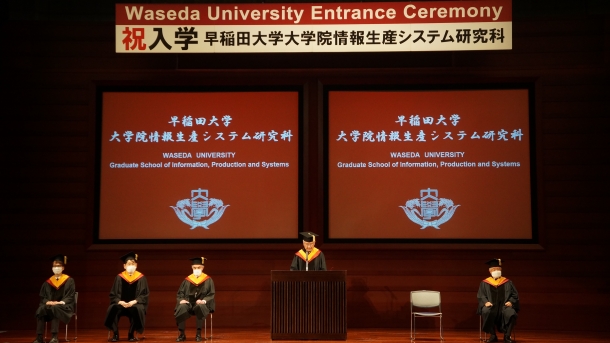 Waseda University Entrance Ceremony
祝入学 早稲田大学大学院情報生産システム研究科
早稲田大学
大学院情報生産システム研究科
WASEDA UNIVERSITY
Graduate School of Information, Production and Systems
早稲田大学
大学院情報生産システム研究科
WASEDA UNIVERSITY
Graduate School of Information, Production and Systems